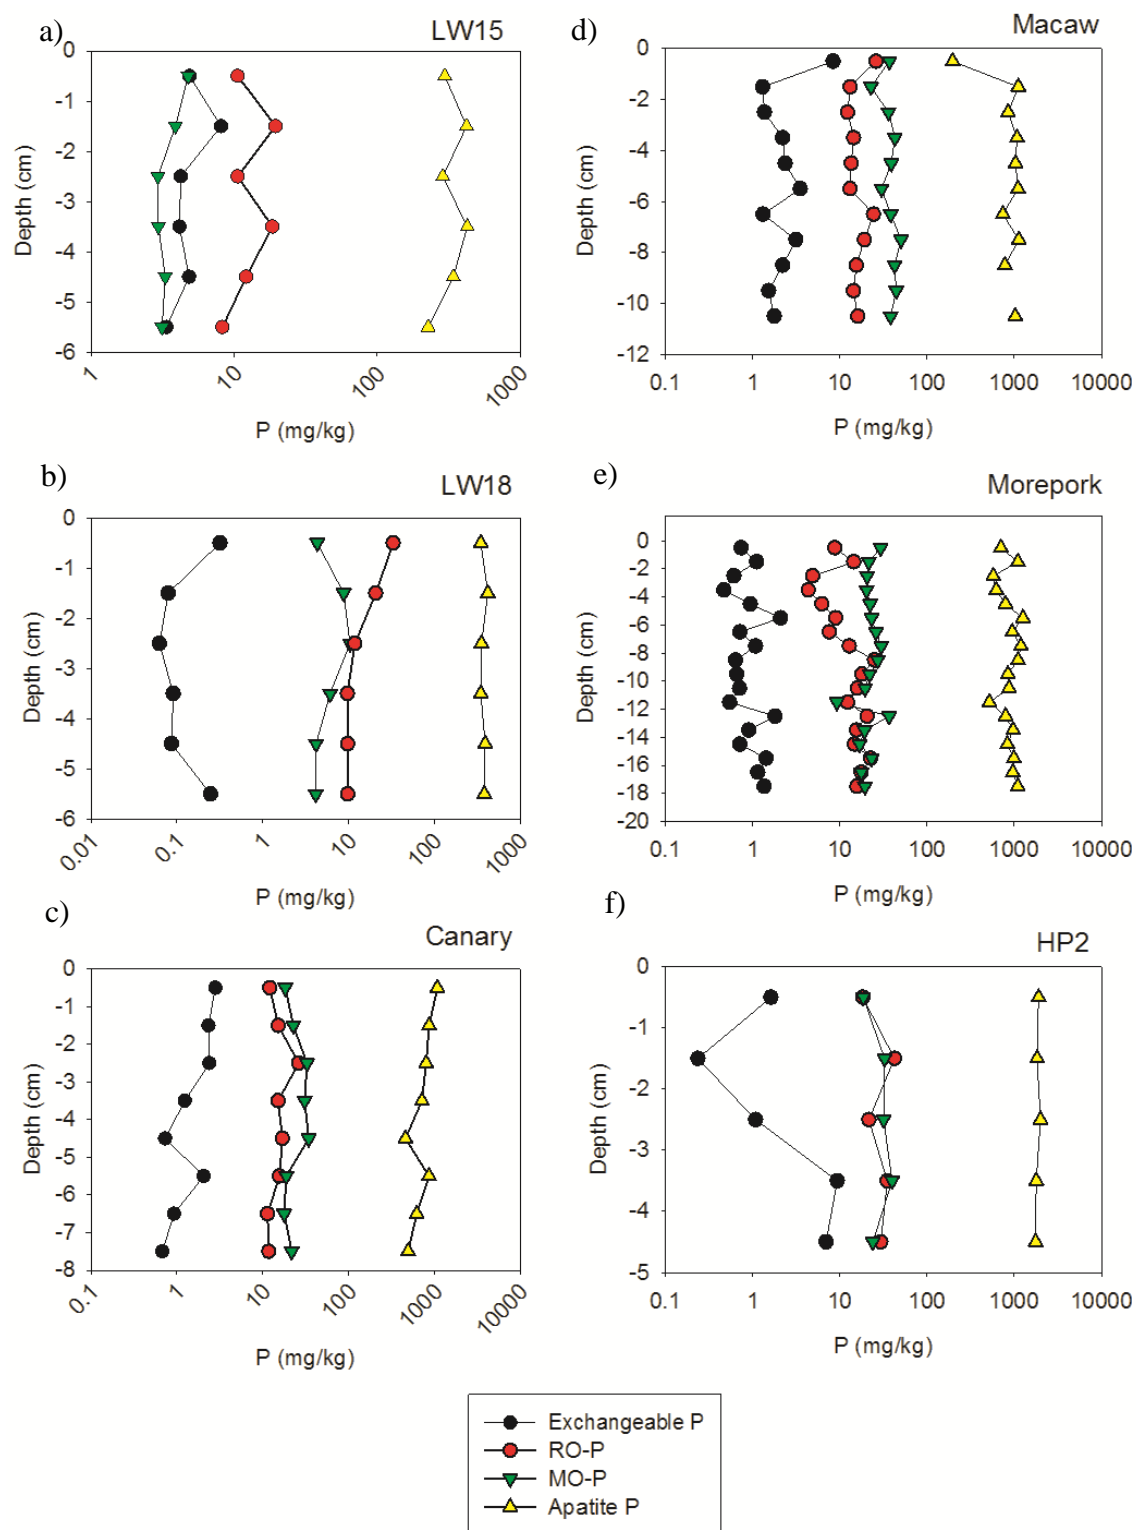 a)
LW15
0
-1
-2
-3
-4
-5
-6
Depth (cm)
1
10
100
1000
P (mg/kg)
b)
LW18
0
-1
-2
-3
-4
-5
-6
Depth (cm)
0.01
0.1
1
10
100
1000
P (mg/kg)
c)
Canary
0
-1
-2
-3
-4
-5
-6
-7
-8
Depth (cm)
0.1
1
10
100
1000
10000
P (mg/kg)
d)
Macaw
0
-2
-4
-6
-8
-10
-12
Depth (cm)
0.1
1
10
100
1000
10000
P (mg/kg)
e)
Morepork
0
-2
-4
-6
-8
-10
-12
-14
-16
-18
-20
Depth (cm)
0.1
1
10
100
1000
10000
P (mg/kg)
f)
HP2
0
-1
-2
-3
-4
-5
Depth (cm)
0.1
1
10
100
1000
10000
P (mg/kg)
Exchangeable P
RO-P
MO-P
Apatite P